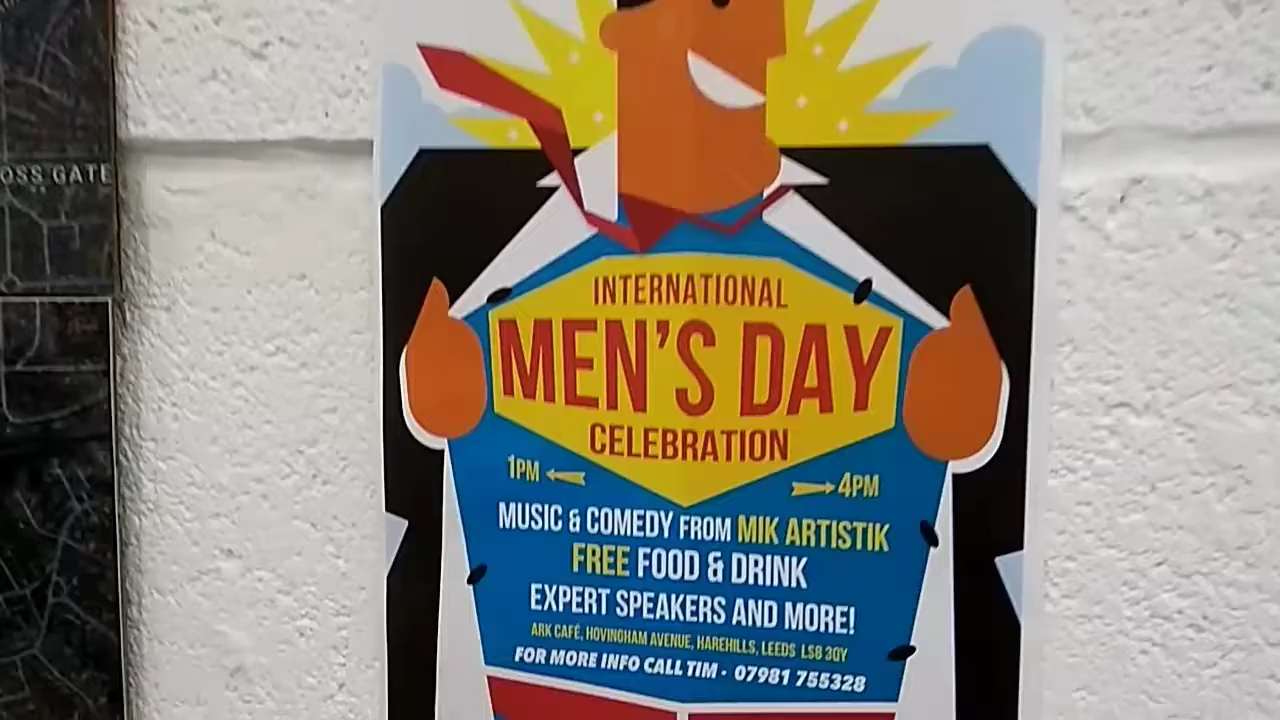 OSS GATE
INTERNATIONAL
MEN'S DAY
CELEBRATION
1PM 4PM
MUSIC & COMEDY FROM MIK ARTISTIK
FREE FOOD & DRINK
EXPERT SPEAKERS AND MORE!
ARK CAFÉ, HOVINGHAM AVENUE, HAREHILLS, LEEDS LS8 3QY
FOR MORE INFO CALL TIM - 07981 755328